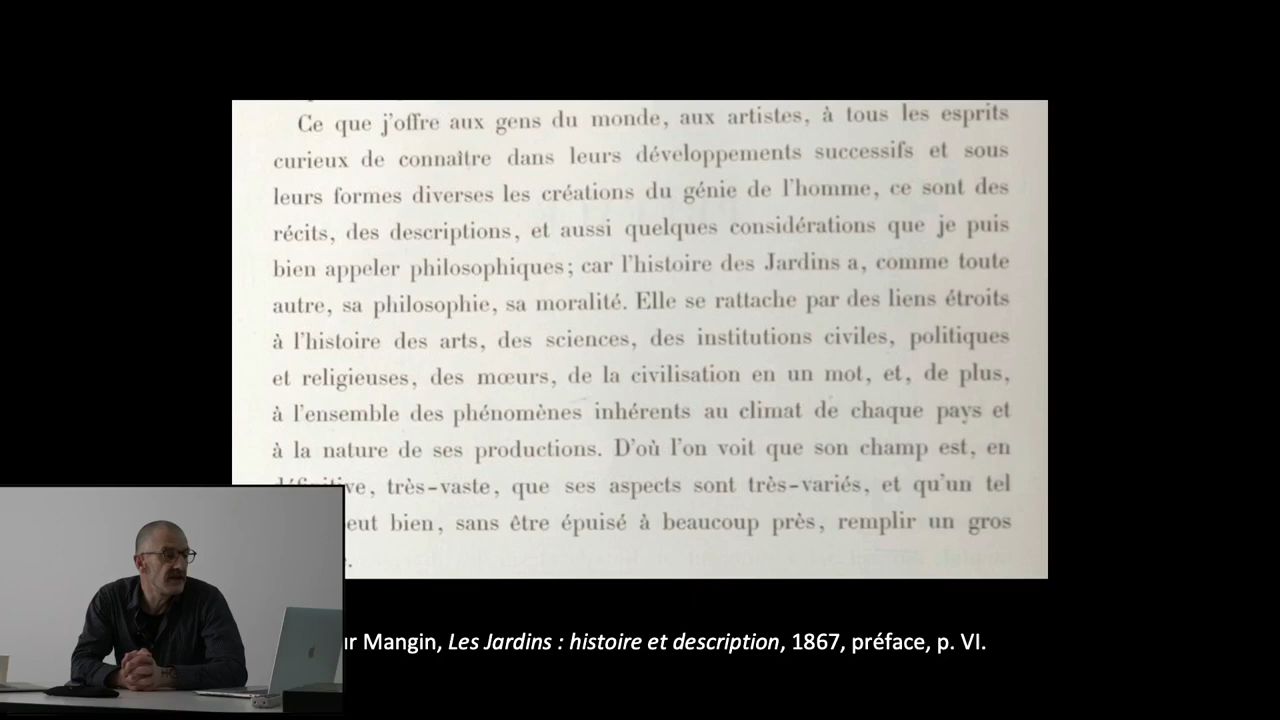 Ce que j'offre aux gens du monde, aux artistes, à tous les esprits
curieux de connaître dans leurs développements successifs et sous
leurs formes diverses les créations du génie de l'homme, ce sont des
récits, des descriptions, et aussi quelques considérations que je puis
bien appeler philosophiques; car l'histoire des Jardins a, comme toute
autre, sa philosophie, sa moralité. Elle se rattache par des liens étroits
à l'histoire des arts, des sciences, des institutions civiles, politiques
et religieuses, des mœurs, de la civilisation en un mot, et, de plus,
à l'ensemble des phénomènes inhérents au climat de chaque pays et
à la nature de ses productions. D'où l'on voit que son champ est, en
très-vaste, que ses aspects sont très-variés, et qu'un tel
bien, sans être épuisé à beaucoup près, remplir un gros
Mangin, Les Jardins : histoire et description, 1867, préface, p. VI.